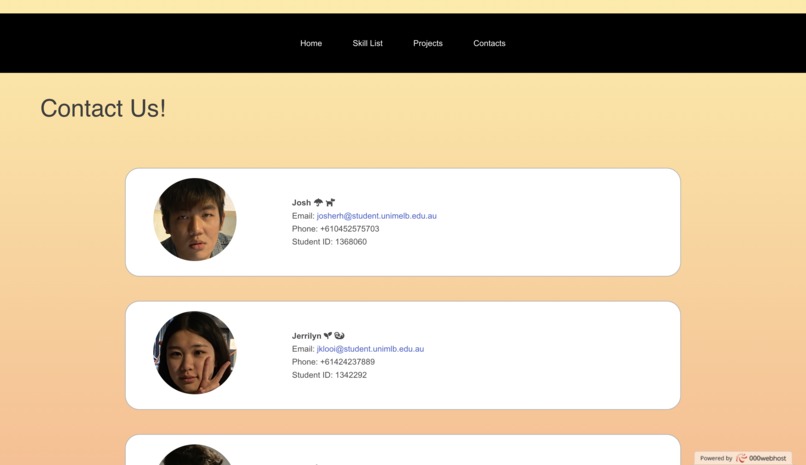 Home Skill List Projects Contacts
Contact Us!
Josh
Email: josherh@student.unimelb.edu.au
Phone: +610452575703
Student ID: 1368060
Jerrilyn
Email: jklooi@student.unimlb.edu.au
Phone: +61424237889
Student ID: 1342292
Powered by 000webhost